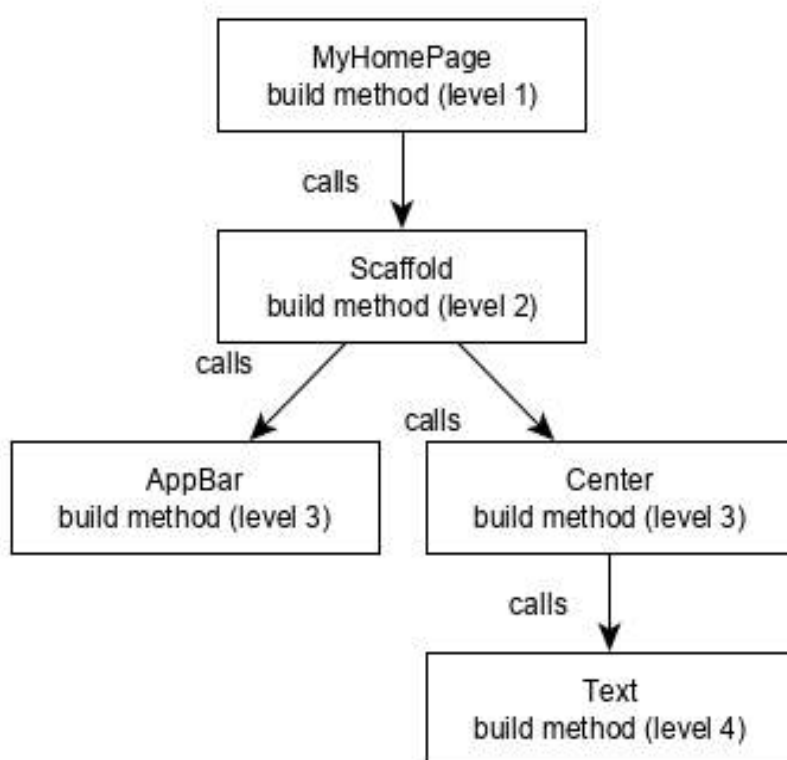 MyHomePage
build method (level 1)
calls
Scaffold
build method (level 2)
calls
calls
AppBar
build method (level 3)
Center
build method (level 3)
calls
Text
build method (level 4)